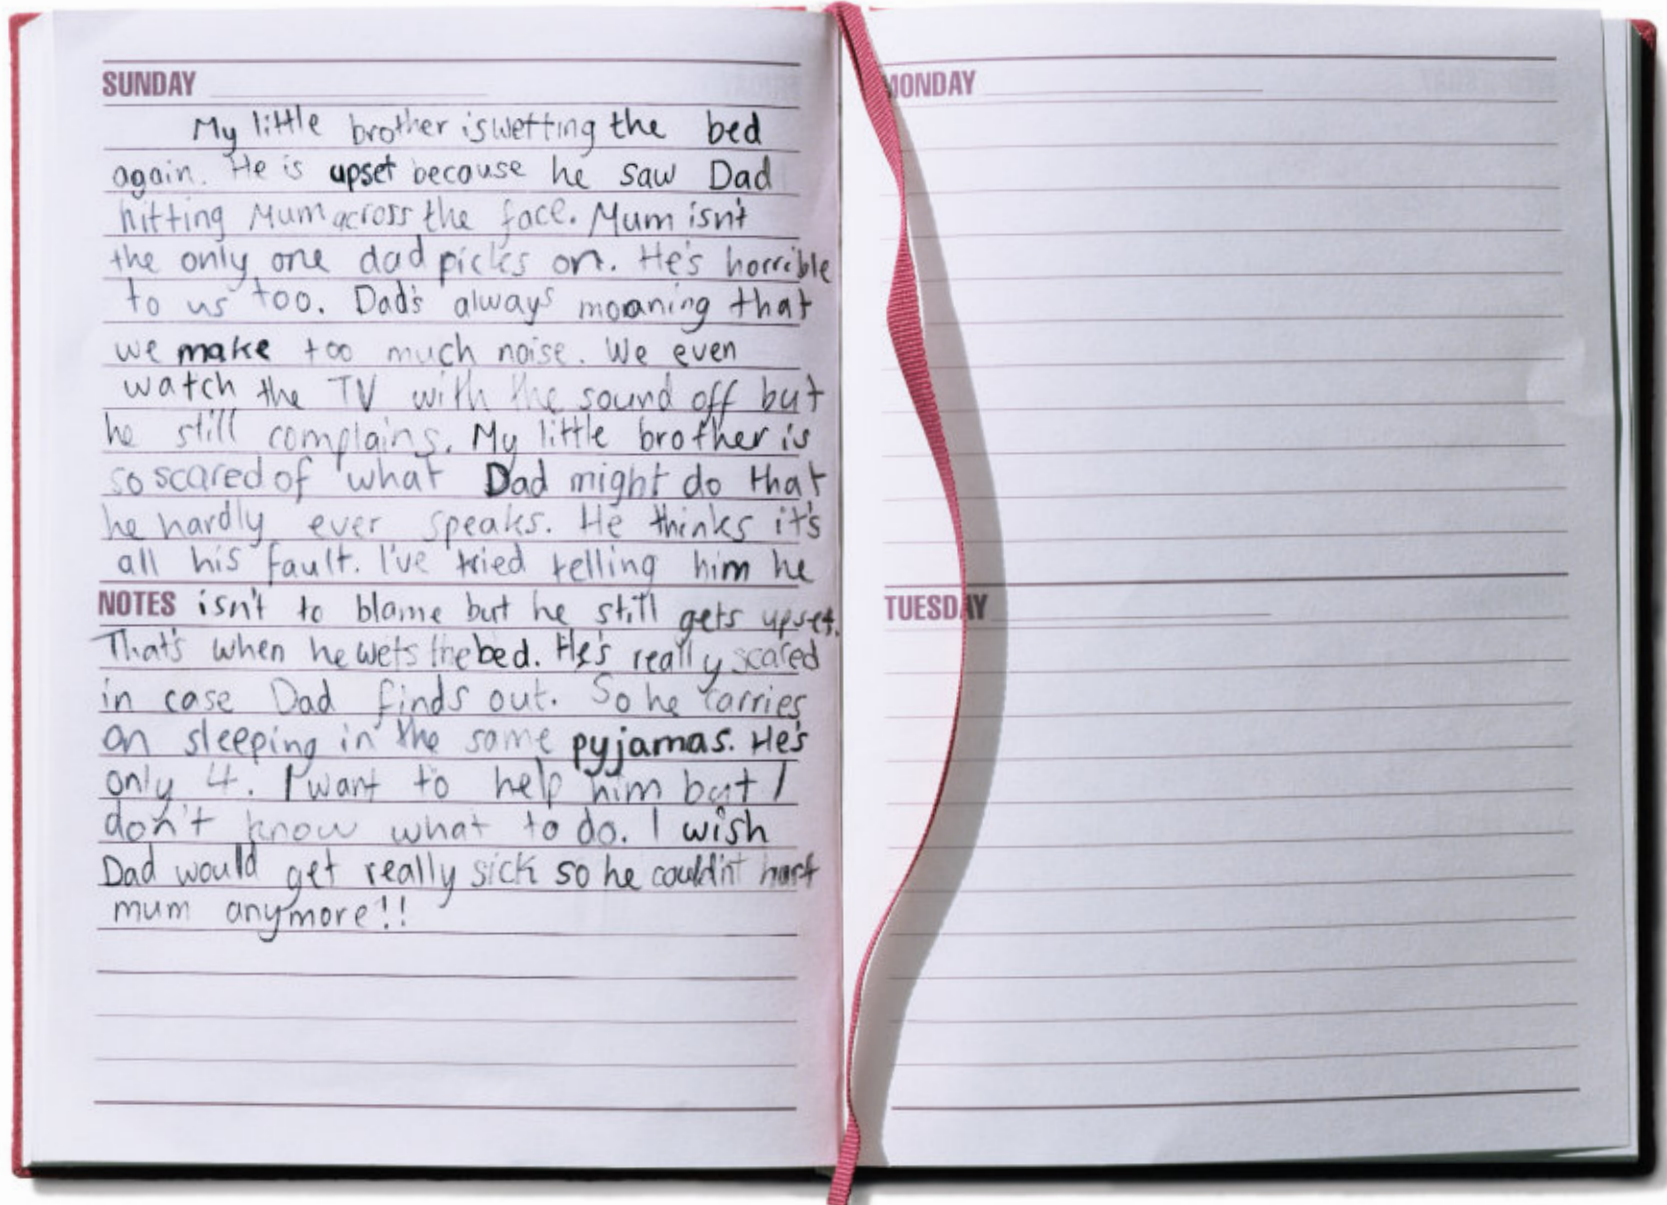 SUNDAY
My little brother is wetting the bed
again. He is upset because he saw Dad
hitting Mum across the face. Mum isn't
the only one dad picks on. He's horrible
to us too. Dad's always moaning that
we make too much noise. We even
watch the TV with the sound off but
he still complains. My little brother is
so scared of what Dad might do that
he hardly ever speaks. He thinks it's
all his fault. I've tried telling him he
NOTES isn't to blame but he still gets upset.
That's when he wets the bed. He's really scared
in case Dad finds out. So he carries
on sleeping in the same pyjamas. He's
only 4. I want to help him but I
don't know what to do. I wish
Dad would get really sick so he couldn't hurt
mum anymore!!
MONDAY
TUESDAY